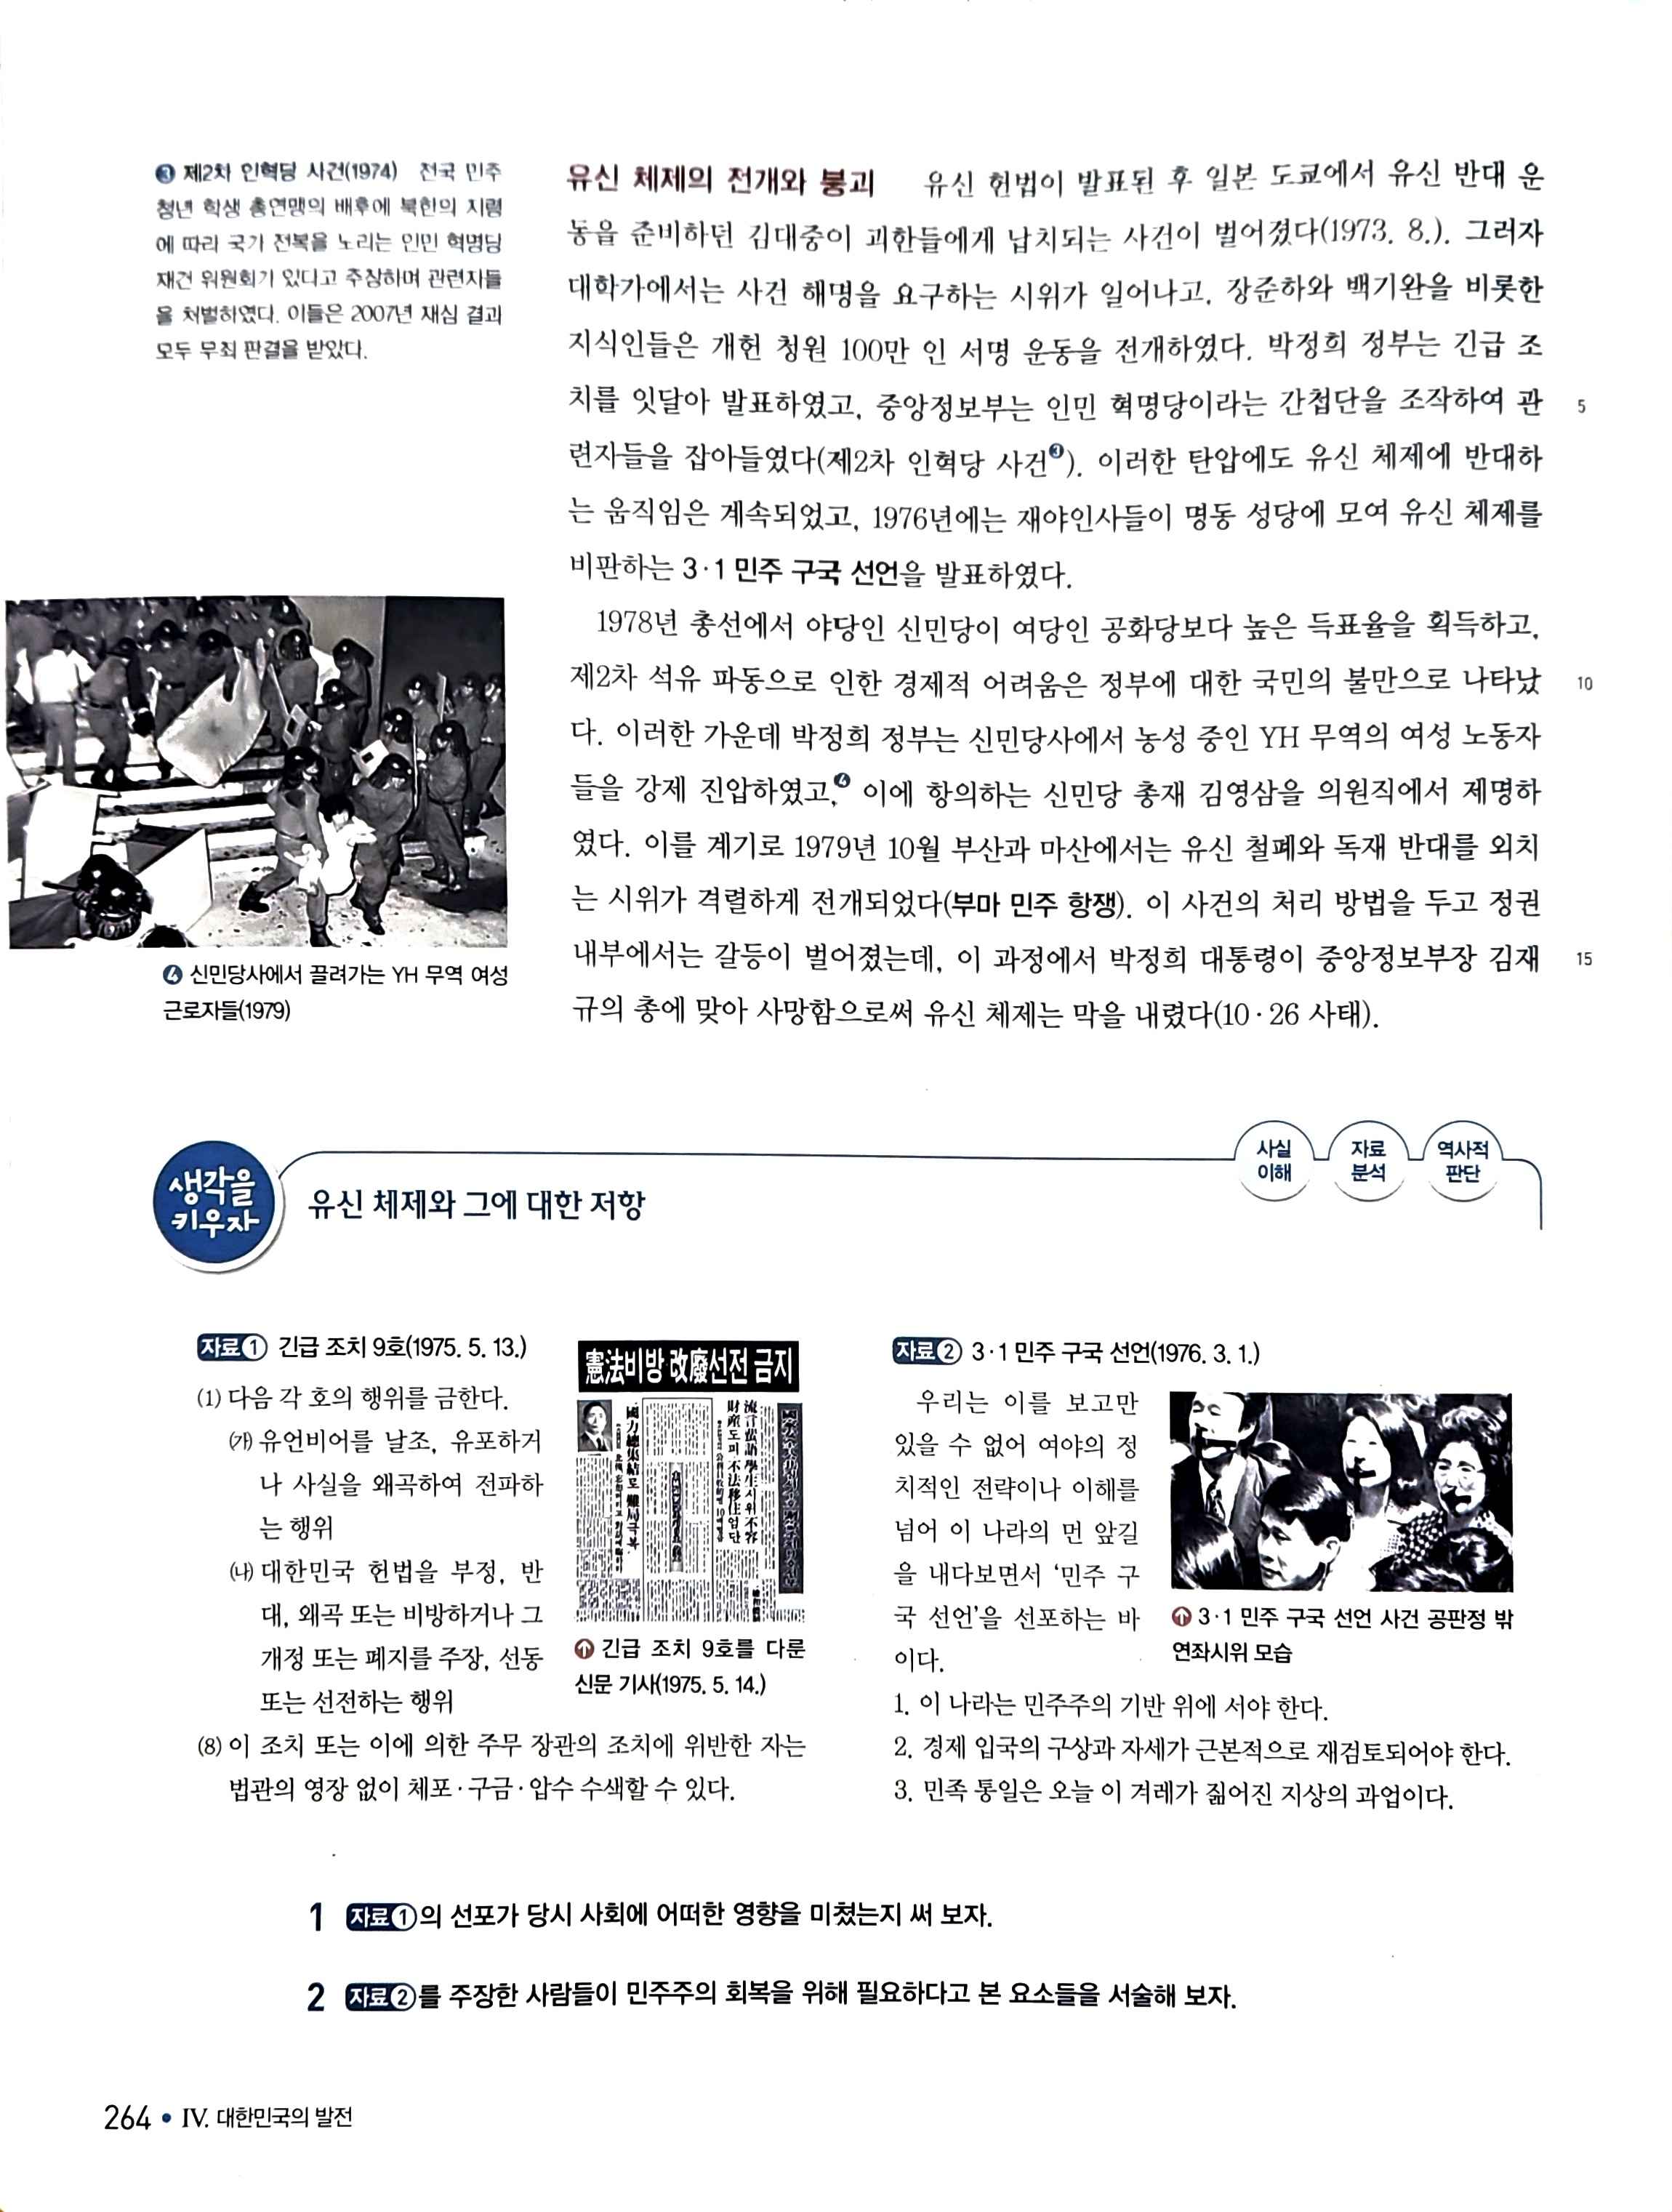 ❸ 제2차 인혁당 사건(1974) 전국 민주
청년 학생 총연맹의 배후에 북한의 지령
에 따라 국가 전복을 노리는 인민 혁명당
재건 위원회가 있다고 주장하며 관련자들
을 처벌하였다. 이들은 2007년 재심 결과
모두 무죄 판결을 받았다.
유신 체제의 전개와 붕괴 유신 헌법이 발표된 후 일본 도쿄에서 유신 반대 운
동을 준비하던 김대중이 괴한들에게 납치되는 사건이 벌어졌다(1973. 8.). 그러자
대학가에서는 사건 해명을 요구하는 시위가 일어나고, 장준하와 백기완을 비롯한
지식인들은 개헌 청원 100만 인 서명 운동을 전개하였다. 박정희 정부는 긴급 조
치를 잇달아 발표하였고, 중앙정보부는 인민 혁명당이라는 간첩단을 조작하여 관 5
련자들을 잡아들였다(제2차 인혁당 사건❸). 이러한 탄압에도 유신 체제에 반대하
는 움직임은 계속되었고, 1976년에는 재야인사들이 명동 성당에 모여 유신 체제를
비판하는 3·1 민주 구국 선언을 발표하였다.
1978년 총선에서 야당인 신민당이 여당인 공화당보다 높은 득표율을 획득하고,
제2차 석유 파동으로 인한 경제적 어려움은 정부에 대한 국민의 불만으로 나타났 10
다. 이러한 가운데 박정희 정부는 신민당사에서 농성 중인 YH 무역의 여성 노동자
들을 강제 진압하였고,❹ 이에 항의하는 신민당 총재 김영삼을 의원직에서 제명하
였다. 이를 계기로 1979년 10월 부산과 마산에서는 유신 철폐와 독재 반대를 외치
는 시위가 격렬하게 전개되었다(부마 민주 항쟁). 이 사건의 처리 방법을 두고 정권
내부에서는 갈등이 벌어졌는데, 이 과정에서 박정희 대통령이 중앙정보부장 김재 15
규의 총에 맞아 사망함으로써 유신 체제는 막을 내렸다(10·26 사태).
❹ 신민당사에서 끌려가는 YH 무역 여성
근로자들(1979)
생각을
키우자
유신 체제와 그에 대한 저항
사실
이해
자료
분석
역사적
판단
자료① 긴급 조치 9호(1975. 5. 13.)
(1) 다음 각 호의 행위를 금한다.
㈎ 유언비어를 날조, 유포하거
나 사실을 왜곡하여 전파하
는 행위
㈏ 대한민국 헌법을 부정, 반
대, 왜곡 또는 비방하거나 그
개정 또는 폐지를 주장, 선동
또는 선전하는 행위
(8) 이 조치 또는 이에 의한 주무 장관의 조치에 위반한 자는
법관의 영장 없이 체포·구금·압수 수색할 수 있다.
憲法비방 改廢선전 금지
流言蜚語 學生시위 不容
財産도피 不法移住엄단
國力總集結로 難局극복
긴급 조치 9호를 다룬
신문 기사(1975. 5. 14.)
자료② 3·1 민주 구국 선언(1976. 3. 1.)
우리는 이를 보고만
있을 수 없어 여야의 정
치적인 전략이나 이해를
넘어 이 나라의 먼 앞길
을 내다보면서 ‘민주 구
국 선언’을 선포하는 바
이다.
1. 이 나라는 민주주의 기반 위에 서야 한다.
2. 경제 입국의 구상과 자세가 근본적으로 재검토되어야 한다.
3. 민족 통일은 오늘 이 겨레가 짊어진 지상의 과업이다.
3·1 민주 구국 선언 사건 공판정 밖
연좌시위 모습
1 자료①의 선포가 당시 사회에 어떠한 영향을 미쳤는지 써 보자.
2 자료②를 주장한 사람들이 민주주의 회복을 위해 필요하다고 본 요소들을 서술해 보자.
264 • IV. 대한민국의 발전